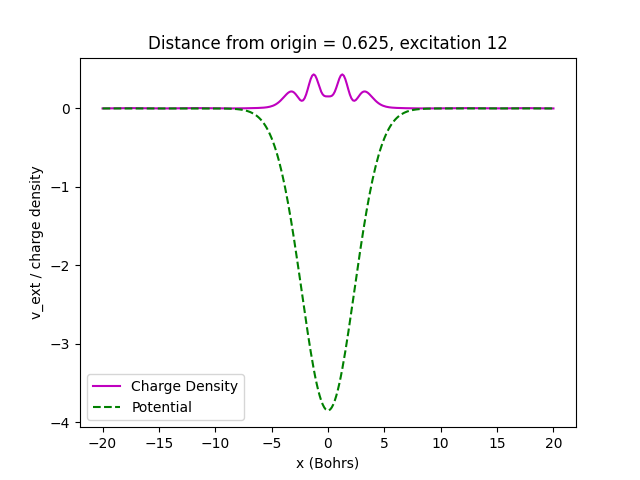 Distance from origin = 0.625, excitation 12
v_ext / charge density
0
−1
−2
−3
−4
Charge Density
Potential
−20
−15
−10
−5
0
5
10
15
20
x (Bohrs)